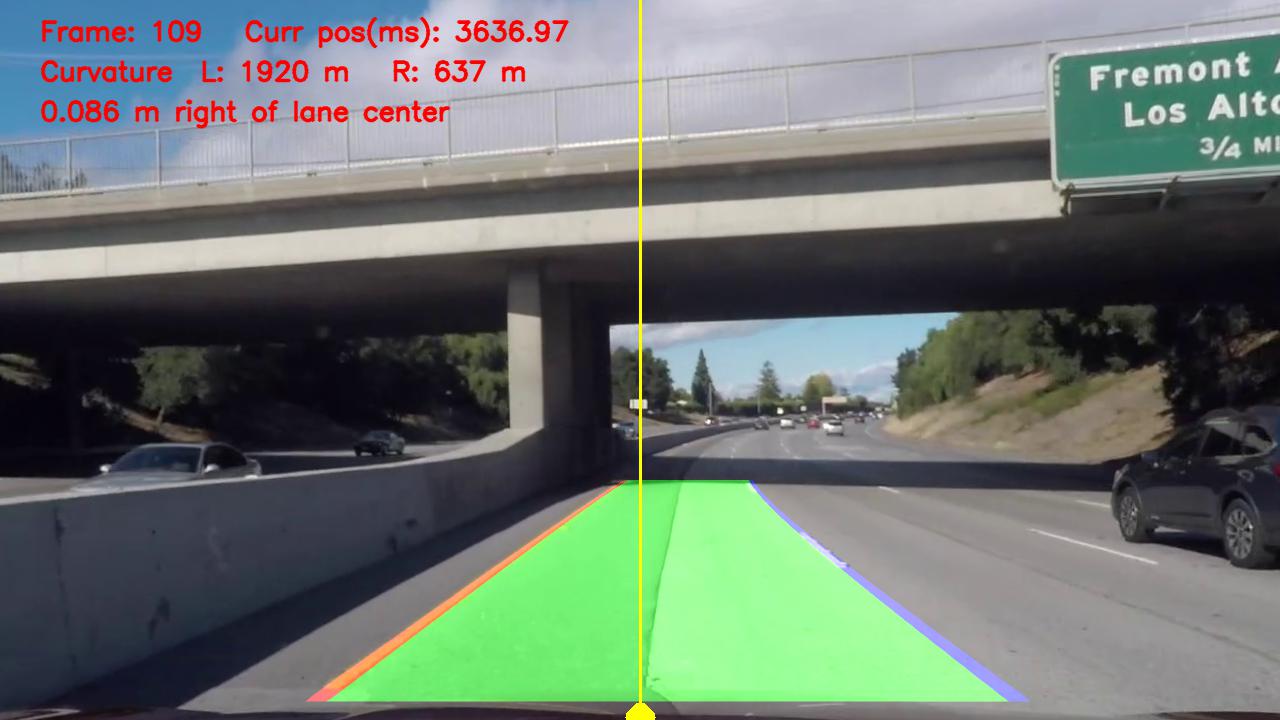 Frame: 109 Curr pos(ms): 3636.97
Curvature L: 1920 m R: 637 m
0.086 m right of lane center
Fremont
Los Alto
3/4 MI